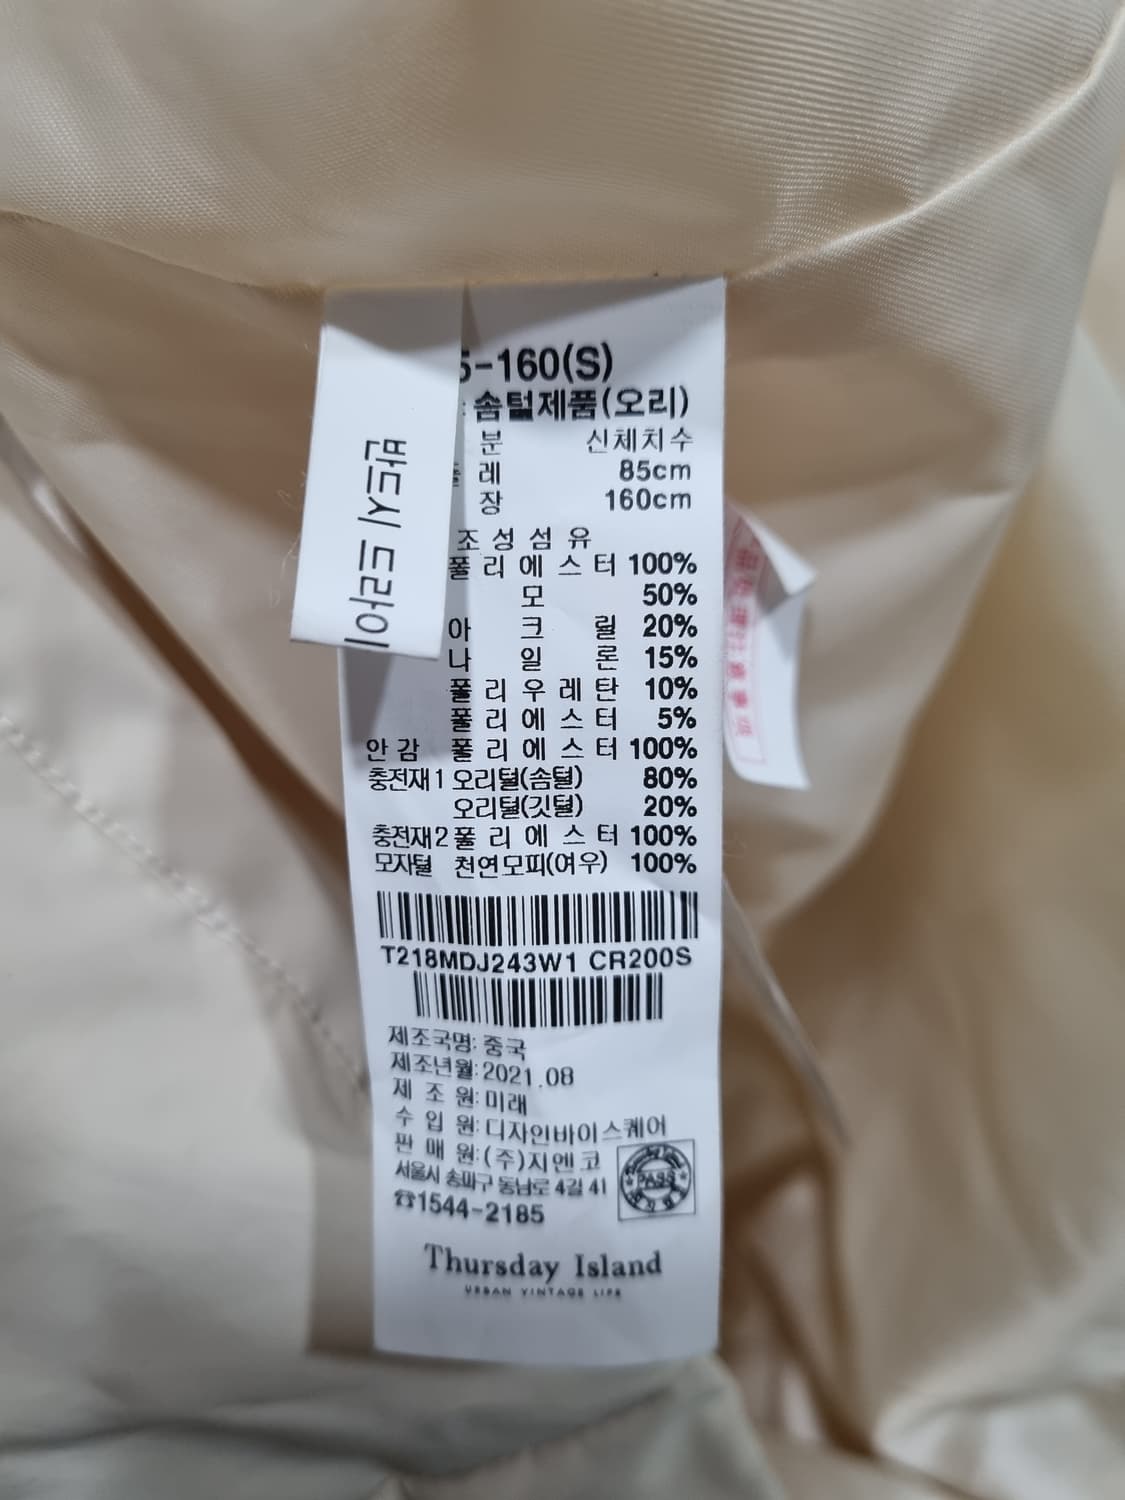 5-160(S)
: 솜털제품(오리)
분 신체치수
레 85cm
장 160cm
조성섬유
폴리에스터 100%
모 50%
아크릴 20%
나일론 15%
폴리우레탄 10%
폴리에스터 5%
안감 폴리에스터 100%
충전재1 오리털(솜털) 80%
오리털(깃털) 20%
충전재2 폴리에스터 100%
모자털 천연모피(여우) 100%
T218MDJ243W1 CR200S
제조국명: 중국
제조년월: 2021.08
제조원: 미래
수입원: 디자인바이스퀘어
판매원: (주)지엔코
서울시 송파구 동남로 4길 41
☎1544-2185
PASS
Thursday Island
URBAN VINTAGE LIFE
반드시 드라이